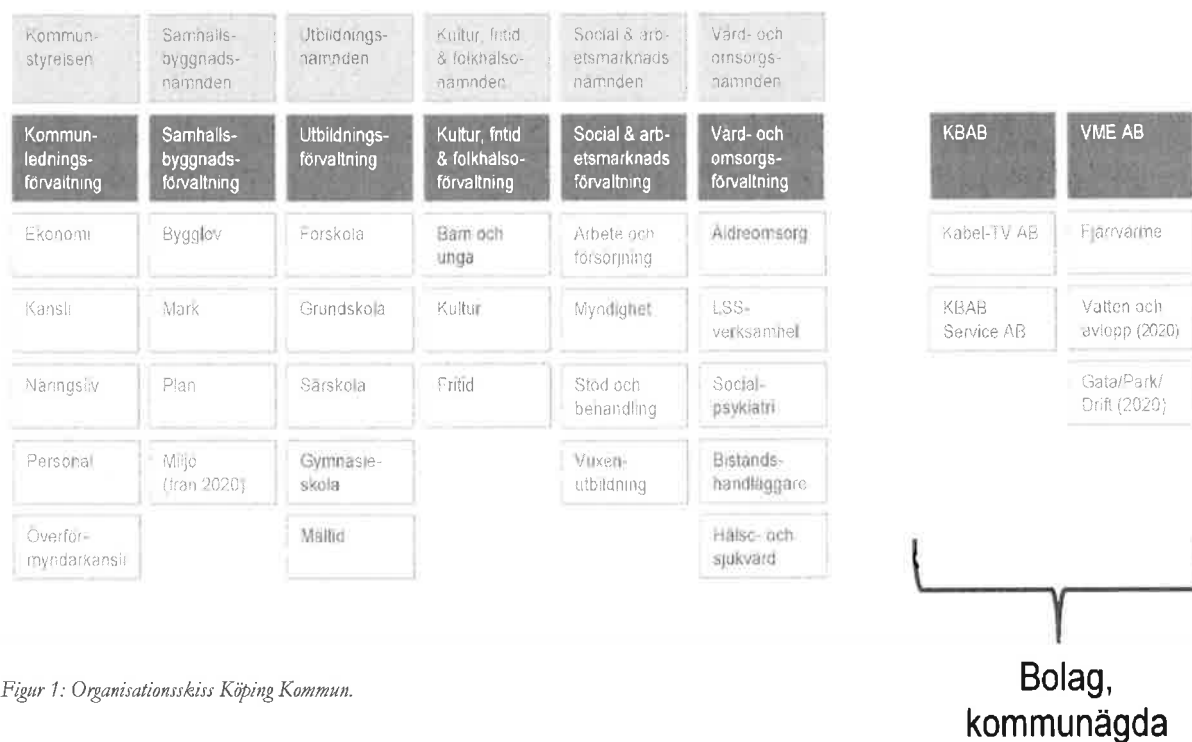 Kommun-
styrelsen
Samhälls-
byggnads-
nämnden
Utbildnings-
nämnden
Kultur, fritid
& folkhälso-
nämnden
Social & arb-
etsmarknads
nämnden
Vård- och
omsorgs-
nämnden
Kommun-
lednings-
förvaltning
Samhälls-
byggnads-
förvaltning
Utbildnings-
förvaltning
Kultur, fritid
& folkhälso-
förvaltning
Social & arb-
etsmarknads
förvaltning
Vård- och
omsorgs-
förvaltning
KBAB
VME AB
Ekonomi
Bygglov
Förskola
Barn och
unga
Arbete och
försörjning
Äldreomsorg
Kabel-TV AB
Fjärrvärme
Kansli
Mark
Grundskola
Kultur
Myndighet
LSS-
verksamhet
KBAB
Service AB
Vatten och
avlopp (2020)
Näringsliv
Plan
Särskola
Fritid
Stöd och
behandling
Social-
psykiatri
Gata/Park/
Drift (2020)
Personal
Miljö
(från 2020)
Gymnasie-
skola
Vuxen-
utbildning
Bistånds-
handläggare
Överför-
myndarkansli
Måltid
Hälso- och
sjukvård
Figur 1: Organisationsskiss Köping Kommun.
Bolag,
kommunägda